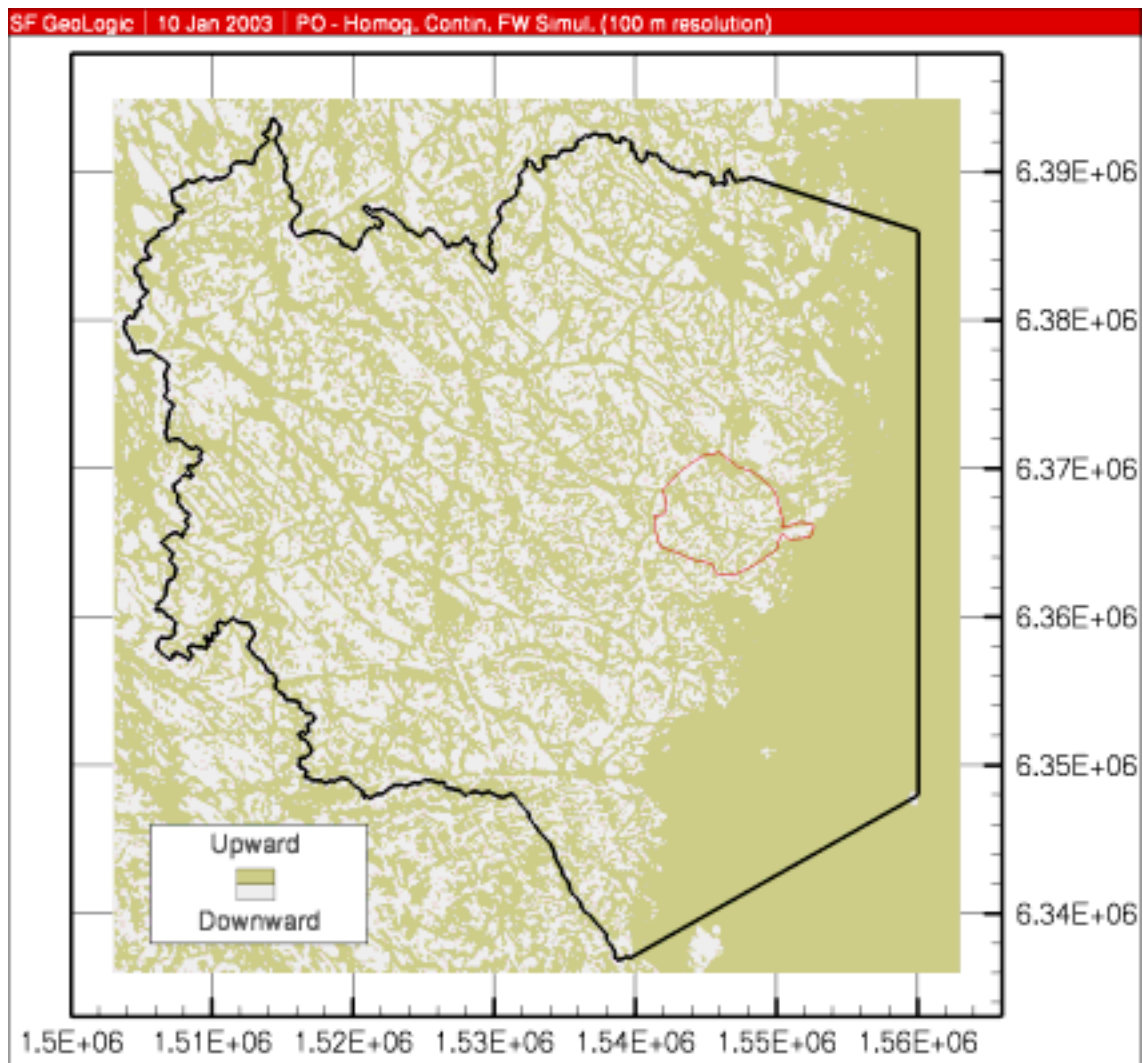 SF GeoLogic | 10 Jan 2003 | PO - Homog. Contin. FW Simul. (100 m resolution)
6.39E+06
6.38E+06
6.37E+06
6.36E+06
6.35E+06
6.34E+06
Upward
Downward
1.5E+06 1.51E+06 1.52E+06 1.53E+06 1.54E+06 1.55E+06 1.56E+06